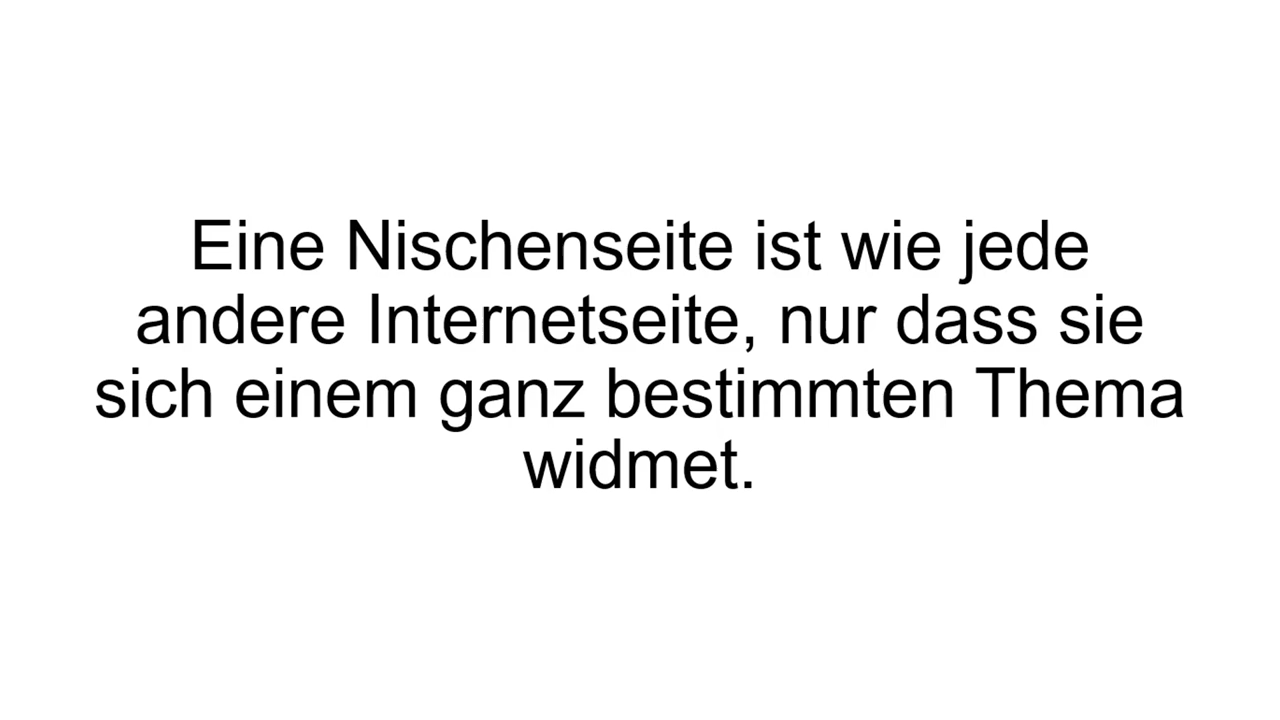 Eine Nischenseite ist wie jede
andere Internetseite, nur dass sie
sich einem ganz bestimmten Thema
widmet.